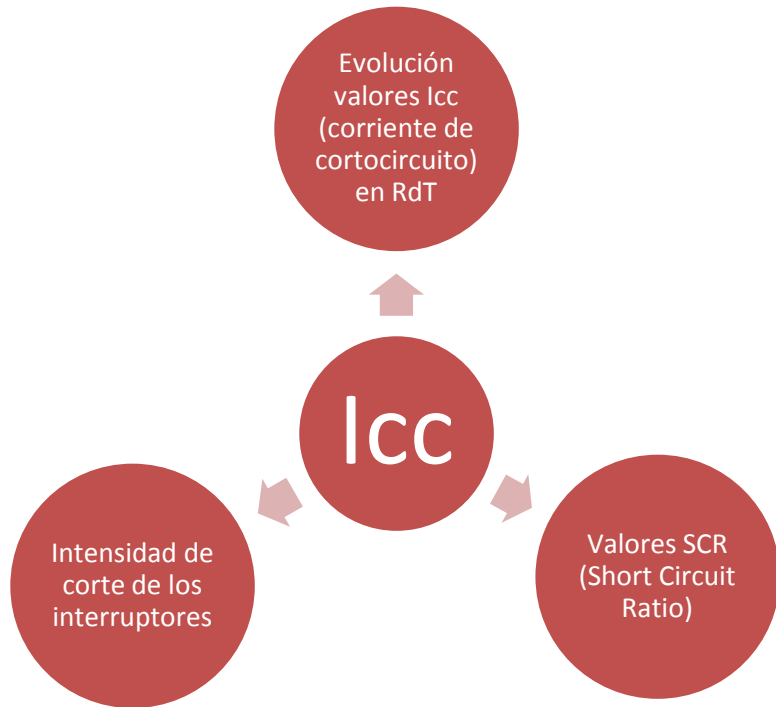 Evolución
valores Icc
(corriente de
cortocircuito)
en RdT
Icc
Intensidad de
corte de los
interruptores
Valores SCR
(Short Circuit
Ratio)